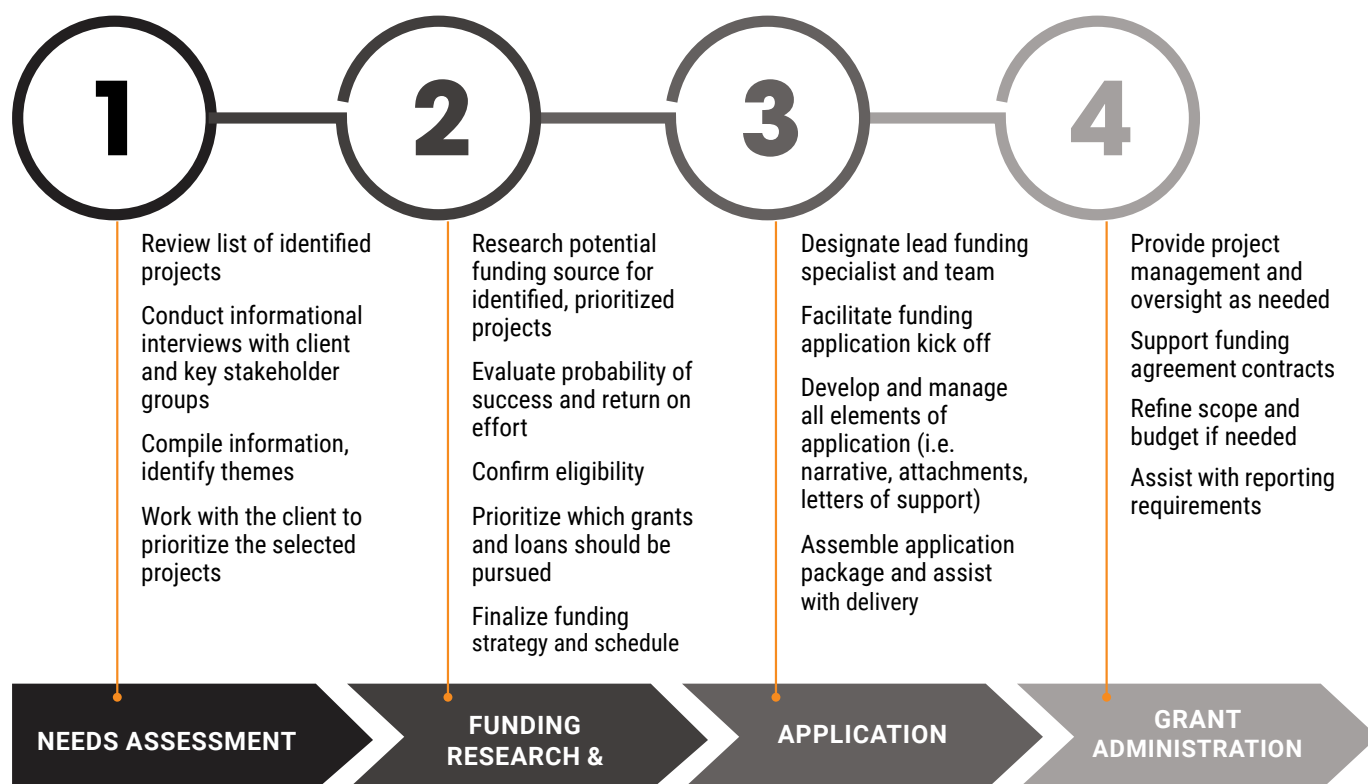 1
2
3
4
Review list of identified
projects
Conduct informational
interviews with client
and key stakeholder
groups
Compile information,
identify themes
Work with the client to
prioritize the selected
projects
Research potential
funding source for
identified, prioritized
projects
Evaluate probability of
success and return on
effort
Confirm eligibility
Prioritize which grants
and loans should be
pursued
Finalize funding
strategy and schedule
Designate lead funding
specialist and team
Facilitate funding
application kick off
Develop and manage
all elements of
application (i.e.
narrative, attachments,
letters of support)
Assemble application
package and assist
with delivery
Provide project
management and
oversight as needed
Support funding
agreement contracts
Refine scope and
budget if needed
Assist with reporting
requirements
NEEDS ASSESSMENT
FUNDING
RESEARCH &
APPLICATION
GRANT
ADMINISTRATION